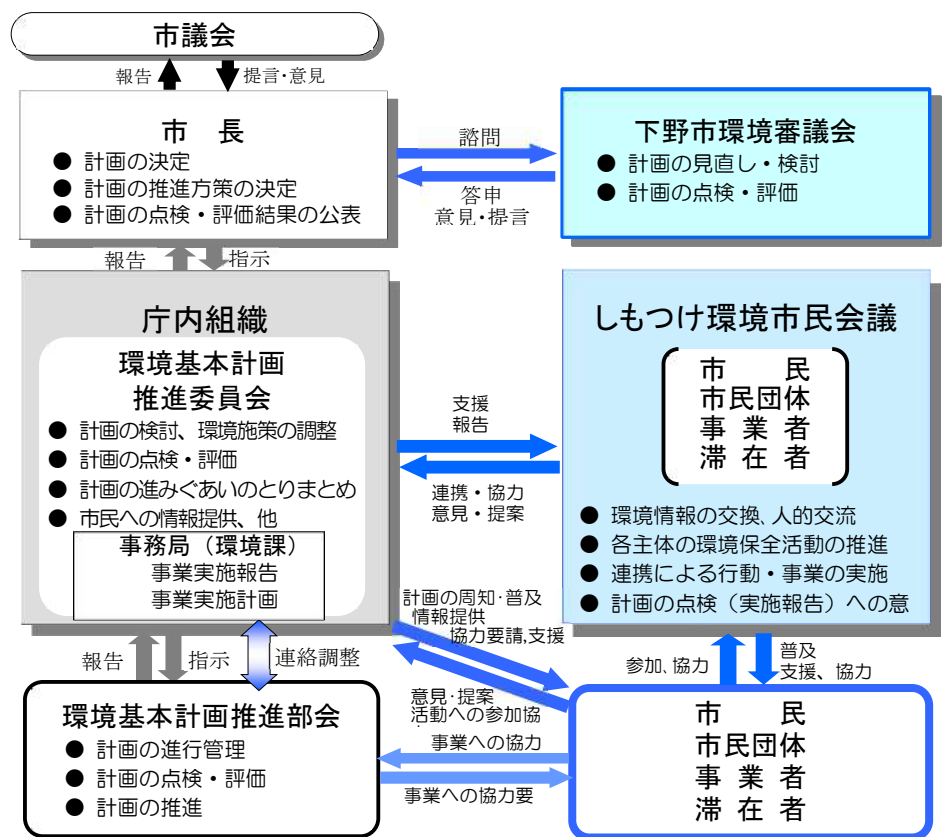 市議会
報告
提言・意見
市　長
● 計画の決定
● 計画の推進方策の決定
● 計画の点検・評価結果の公表
諮問
答申
意見・提言
下野市環境審議会
● 計画の見直し・検討
● 計画の点検・評価
報告
指示
庁内組織
環境基本計画
推進委員会
● 計画の検討、環境施策の調整
● 計画の点検・評価
● 計画の進みぐあいのとりまとめ
● 市民への情報提供、他
事務局（環境課）
事業実施報告
事業実施計画
支援
報告
連携・協力
意見・提案
しもつけ環境市民会議
市　　民
市民団体
事 業 者
滞 在 者
● 環境情報の交換、人的交流
● 各主体の環境保全活動の推進
● 連携による行動・事業の実施
● 計画の点検（実施報告）への意
報告
指示
連絡調整
計画の周知・普及
情報提供
協力要請,支援
意見・提案
活動への参加協
参加、協力
普及
支援、協力
環境基本計画推進部会
● 計画の進行管理
● 計画の点検・評価
● 計画の推進
事業への協力
事業への協力要
市　　民
市民団体
事 業 者
滞 在 者